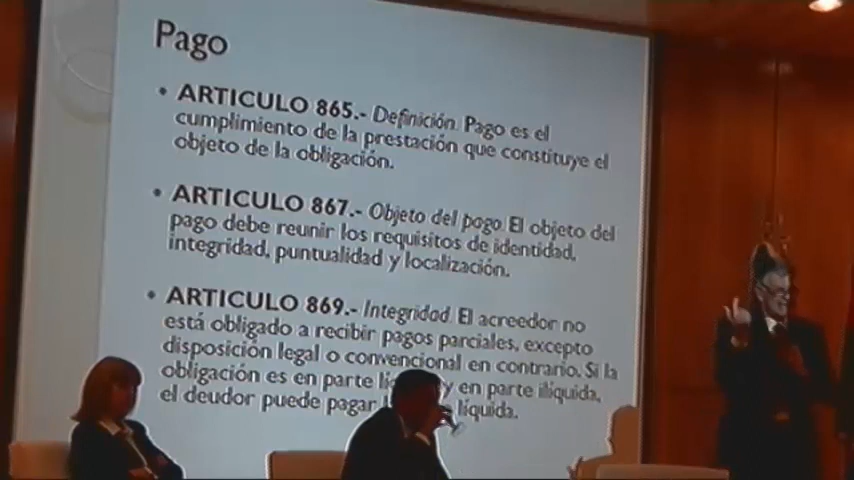 Pago
• ARTICULO 865.- Definición. Pago es el
cumplimiento de la prestación que constituye el
objeto de la obligación.
• ARTICULO 867.- Objeto del pago. El objeto del
pago debe reunir los requisitos de identidad,
integridad, puntualidad y localización.
• ARTICULO 869.- Integridad. El acreedor no
está obligado a recibir pagos parciales, excepto
disposición legal o convencional en contrario. Si la
obligación es en parte y en parte ilíquida,
el deudor puede pagar líquida.